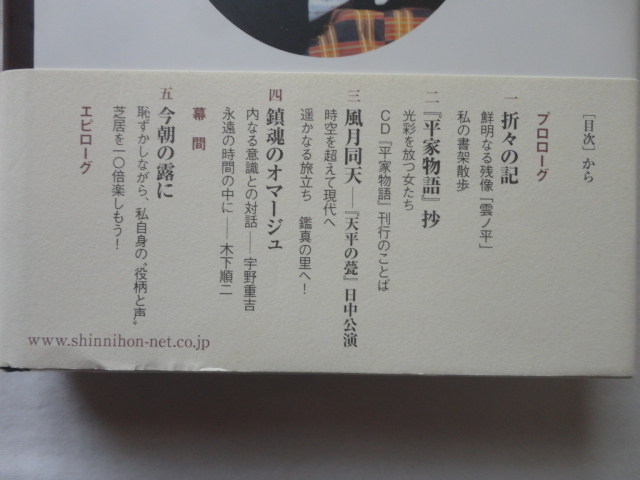 ［目次］から
プロローグ
一 折々の記
鮮明なる残像「雲ノ平」
私の書架散歩
二 『平家物語』抄
光彩を放つ女たち
CD『平家物語』刊行のことば
三 風月同天──『天平の甍』日中公演
時空を超えて現代へ
遥かなる旅立ち　鑑真の里へ！
四 鎮魂のオマージュ
内なる意識との対話──宇野重吉
永遠の時間の中に──木下順二
幕　間
五 今朝の露に
恥ずかしながら、私自身の〝役柄と声〟
芝居を一〇倍楽しもう！
エピローグ
www.shinnihon-net.co.jp